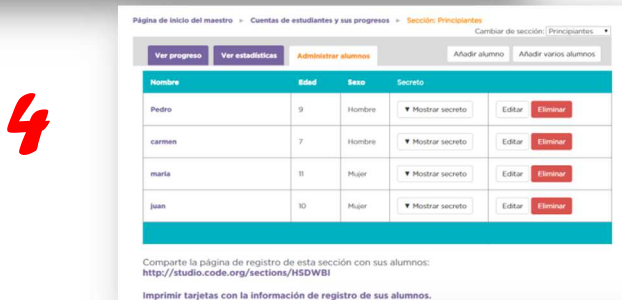 4
Página de inicio del maestro ▸ Cuentas de estudiantes y sus progresos ▸ Sección: Principiantes
Cambiar de sección: Principiantes ▼
Ver progreso Ver estadísticas Administrar alumnos Añadir alumno Añadir varios alumnos
Nombre Edad Sexo Secreto
Pedro 9 Hombre ▼ Mostrar secreto Editar Eliminar
carmen 7 Hombre ▼ Mostrar secreto Editar Eliminar
maria 11 Mujer ▼ Mostrar secreto Editar Eliminar
juan 10 Mujer ▼ Mostrar secreto Editar Eliminar
Comparte la página de registro de esta sección con sus alumnos:
http://studio.code.org/sections/HSDWBI
Imprimir tarjetas con la información de registro de sus alumnos.